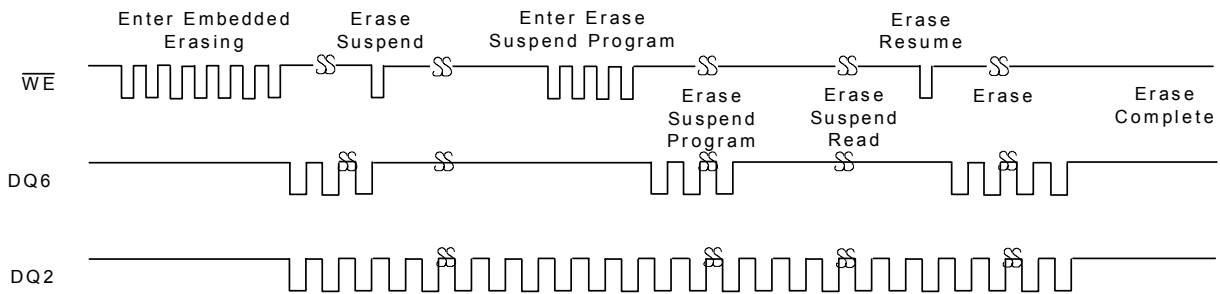 Enter Embedded
Erasing
Erase
Suspend
Enter Erase
Suspend Program
Erase
Resume
WE
Erase
Suspend
Program
Erase
Suspend
Read
Erase
Erase
Complete
DQ6
DQ2